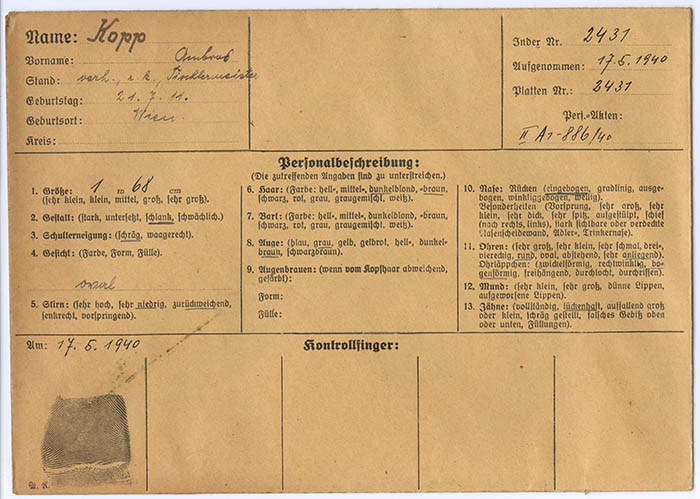 Name: Kopp
Vorname: Ambros
Stand: verh., r. k., Tischlermeister
Geburtstag: 21. 7. 11.
Geburtsort: Wien
Kreis:
Index Nr. 2431
Aufgenommen: 17.5.1940
Platten Nr.: 2431
Pers.-Akten:
II A1-886/40
Personalbeschreibung:
(Die zutreffenden Angaben sind zu unterstreichen.)
1. Größe: 1 m 68 cm
(sehr klein, klein, mittel, groß, sehr groß).
2. Gestalt: (stark, untersetzt, schlank, schwächlich).
3. Schulterneigung: (schräg, waagerecht).
4. Gesicht: (Farbe, Form, Fülle).
oval
5. Stirn: (sehr hoch, sehr niedrig, zurückweichend,
senkrecht, vorspringend).
6. Haar: (Farbe: hell-, mittel-, dunkelblond, -braun,
schwarz, rot, grau, graugemischt, weiß).
7. Bart: (Farbe: hell-, mittel-, dunkelblond, -braun,
schwarz, rot, grau, graugemischt, weiß).
8. Auge: (blau, grau, gelb, gelbrot, hell-, dunkel-
braun, schwarzbraun).
9. Augenbrauen: (wenn vom Kopfhaar abweichend,
gefärbt):
Form:
Fülle:
10. Nase: Rücken (eingebogen, gradlinig, ausge-
bogen, winkliggebogen, wellig).
Besonderheiten (Vorsprung, sehr groß, sehr
klein, sehr dick, sehr spitz, aufgestülpt, schief
(nach rechts, links), stark sichtbare oder verdeckte
Nasenscheidewand, Adler-, Trinkernase).
11. Ohren: (sehr groß, sehr klein, sehr schmal, drei-
vierеckig, rund, oval, abstehend, sehr anliegend).
Ohrläppchen: (zwickelförmig, rechtwinklig, bo-
genförmig, freihängend, durchlocht, durchrissen).
12. Mund: (sehr klein, sehr groß, dünne Lippen,
aufgeworfene Lippen).
13. Zähne: (vollständig, lückenhaft, auffallend groß
oder klein, schräg gestellt, falsches Gebiß oben
oder unten, Füllungen).
Am: 17. 5. 1940
Kontrollfinger: